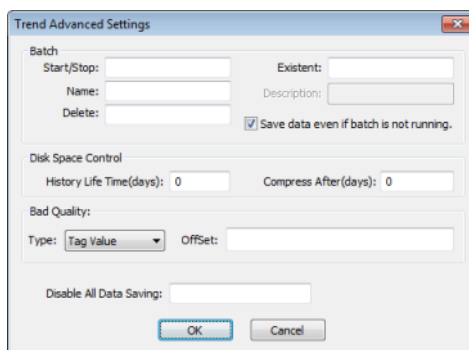 Trend Advanced Settings
Batch
Start/Stop:
Existent:
Name:
Description:
Delete:
Save data even if batch is not running.
Disk Space Control
History Life Time(days): 0
Compress After(days): 0
Bad Quality:
Type: Tag Value
OffSet:
Disable All Data Saving:
OK
Cancel